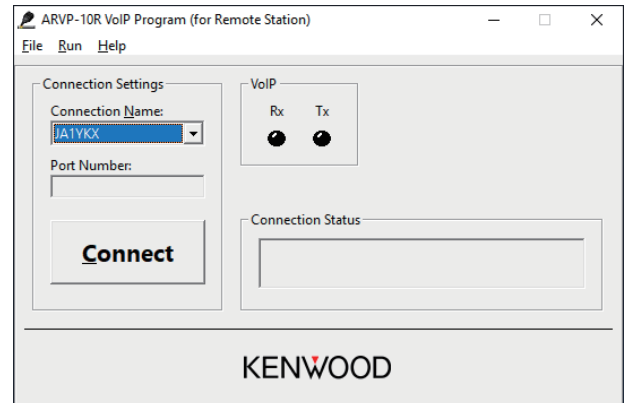 ARVP-10R VoIP Program (for Remote Station)
File Run Help
Connection Settings
Connection Name:
JA1YKX
Port Number:
Connect
VoIP
Rx Tx
Connection Status
KENWOOD